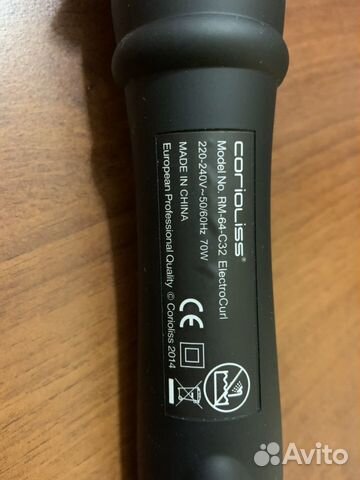 CORIOLISS®
Model No. RM-64-C32 ElectroCurl
220-240V~50/60Hz 70W
MADE IN CHINA
European Professional Quality © Corioliss 2014
CE
Avito